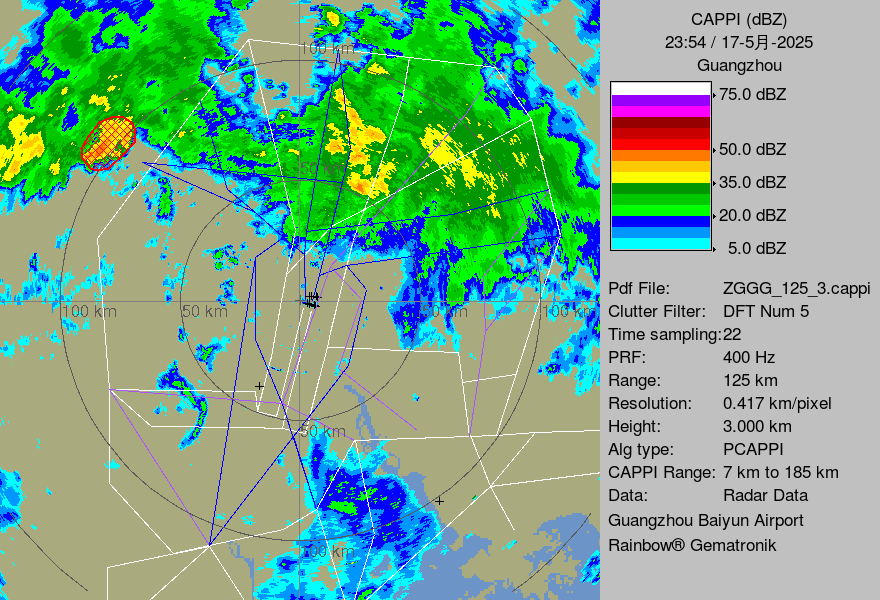 CAPPI (dBZ)
23:54 / 17-5月-2025
Guangzhou
75.0 dBZ
50.0 dBZ
35.0 dBZ
20.0 dBZ
5.0 dBZ
Pdf File: ZGGG_125_3.cappi
Clutter Filter: DFT Num 5
Time sampling:22
PRF: 400 Hz
Range: 125 km
Resolution: 0.417 km/pixel
Height: 3.000 km
Alg type: PCAPPI
CAPPI Range: 7 km to 185 km
Data: Radar Data
Guangzhou Baiyun Airport
Rainbow® Gematronik
100 km
100 km
50 km
100 km
50 km
100 km